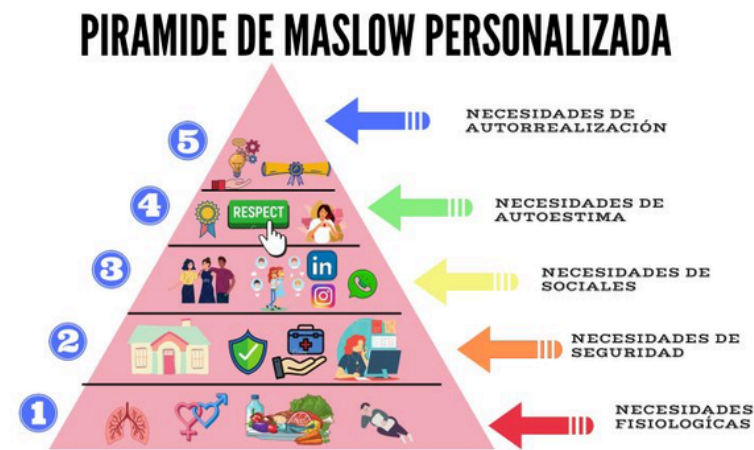 PIRAMIDE DE MASLOW PERSONALIZADA
5
NECESIDADES DE
AUTORREALIZACIÓN
4
RESPECT
NECESIDADES DE
AUTOESTIMA
3
in
NECESIDADES DE
SOCIALES
2
NECESIDADES DE
SEGURIDAD
1
NECESIDADES
FISIOLOGÍCAS